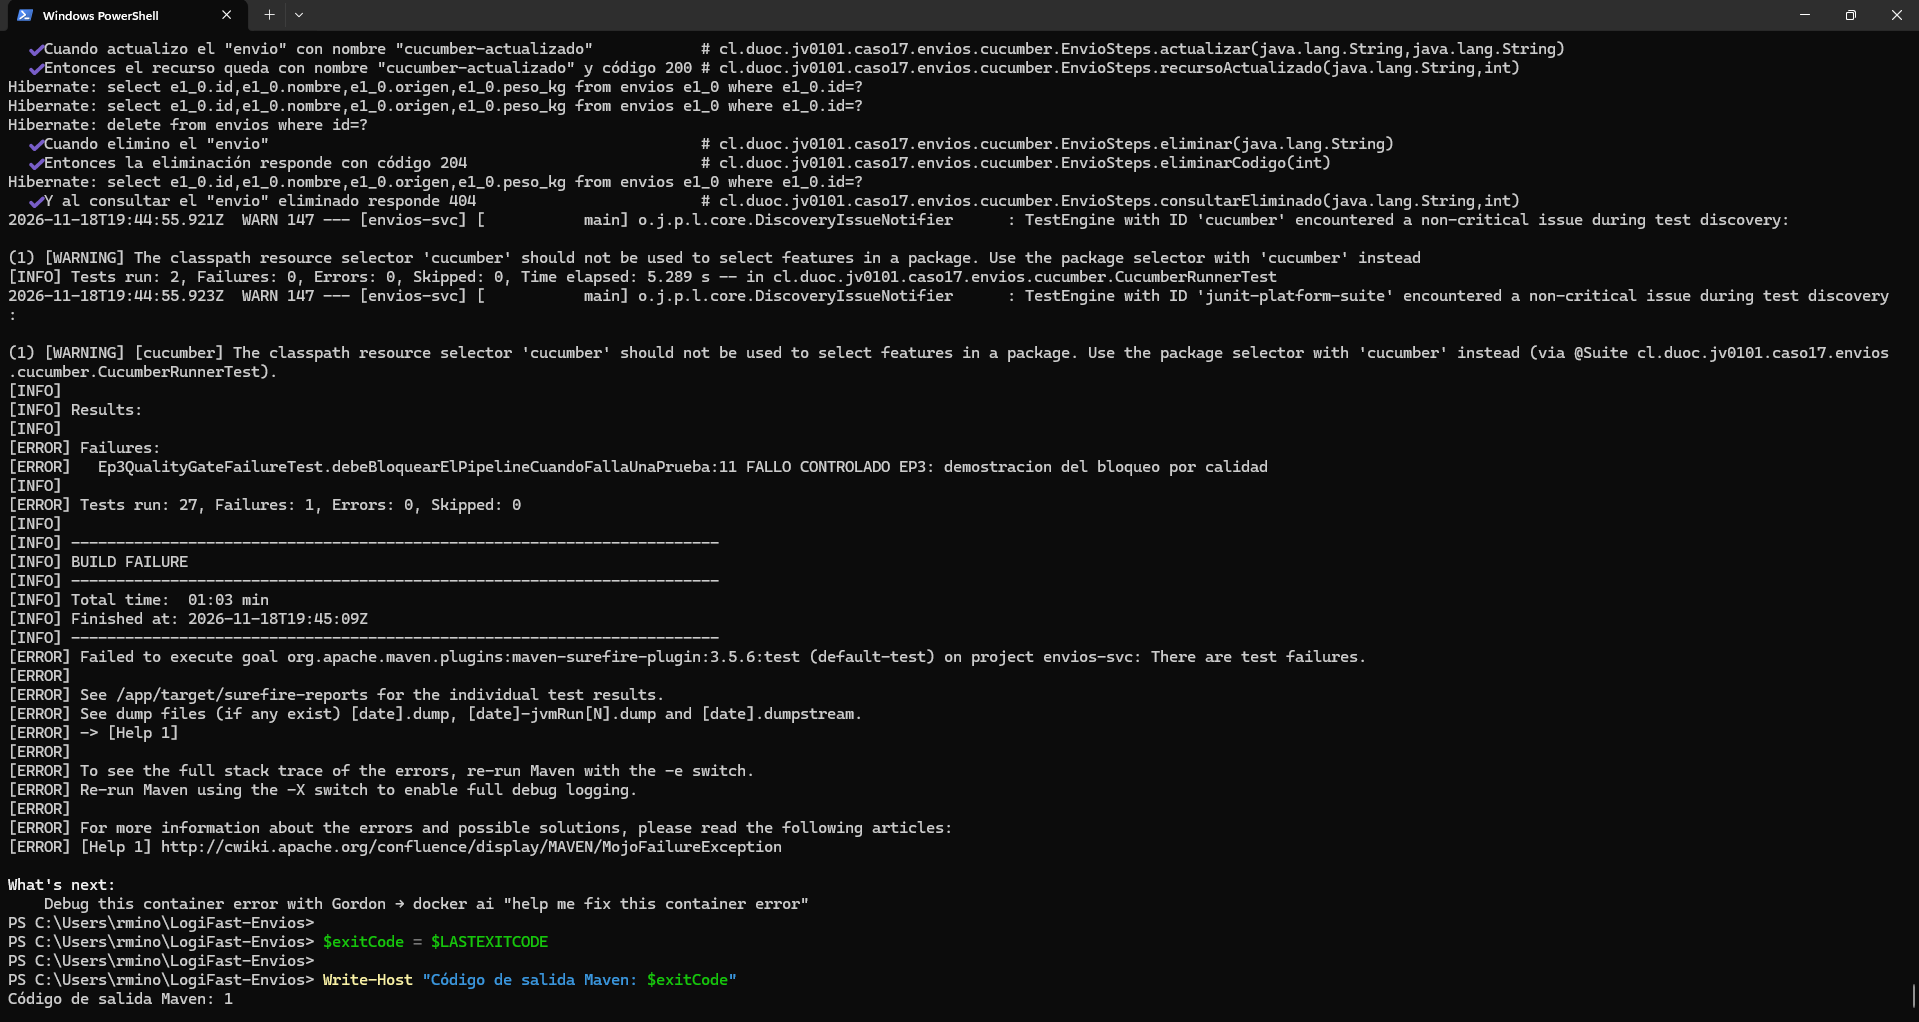 Windows PowerShell
✔Cuando actualizo el "envio" con nombre "cucumber-actualizado" # cl.duoc.jv0101.caso17.envios.cucumber.EnvioSteps.actualizar(java.lang.String,java.lang.String)
✔Entonces el recurso queda con nombre "cucumber-actualizado" y código 200 # cl.duoc.jv0101.caso17.envios.cucumber.EnvioSteps.recursoActualizado(java.lang.String,int)
Hibernate: select e1_0.id,e1_0.nombre,e1_0.origen,e1_0.peso_kg from envios e1_0 where e1_0.id=?
Hibernate: select e1_0.id,e1_0.nombre,e1_0.origen,e1_0.peso_kg from envios e1_0 where e1_0.id=?
Hibernate: delete from envios where id=?
✔Cuando elimino el "envio" # cl.duoc.jv0101.caso17.envios.cucumber.EnvioSteps.eliminar(java.lang.String)
✔Entonces la eliminación responde con código 204 # cl.duoc.jv0101.caso17.envios.cucumber.EnvioSteps.eliminarCodigo(int)
Hibernate: select e1_0.id,e1_0.nombre,e1_0.origen,e1_0.peso_kg from envios e1_0 where e1_0.id=?
✔Y al consultar el "envio" eliminado responde 404 # cl.duoc.jv0101.caso17.envios.cucumber.EnvioSteps.consultarEliminado(java.lang.String,int)
2026-11-18T19:44:55.921Z  WARN 147 --- [envios-svc] [           main] o.j.p.l.core.DiscoveryIssueNotifier      : TestEngine with ID 'cucumber' encountered a non-critical issue during test discovery:
(1) [WARNING] The classpath resource selector 'cucumber' should not be used to select features in a package. Use the package selector with 'cucumber' instead
[INFO] Tests run: 2, Failures: 0, Errors: 0, Skipped: 0, Time elapsed: 5.289 s -- in cl.duoc.jv0101.caso17.envios.cucumber.CucumberRunnerTest
2026-11-18T19:44:55.923Z  WARN 147 --- [envios-svc] [           main] o.j.p.l.core.DiscoveryIssueNotifier      : TestEngine with ID 'junit-platform-suite' encountered a non-critical issue during test discovery
:
(1) [WARNING] [cucumber] The classpath resource selector 'cucumber' should not be used to select features in a package. Use the package selector with 'cucumber' instead (via @Suite cl.duoc.jv0101.caso17.envios
.cucumber.CucumberRunnerTest).
[INFO]
[INFO] Results:
[INFO]
[ERROR] Failures:
[ERROR]   Ep3QualityGateFailureTest.debeBloquearElPipelineCuandoFallaUnaPrueba:11 FALLO CONTROLADO EP3: demostracion del bloqueo por calidad
[INFO]
[ERROR] Tests run: 27, Failures: 1, Errors: 0, Skipped: 0
[INFO]
[INFO] ------------------------------------------------------------------------
[INFO] BUILD FAILURE
[INFO] ------------------------------------------------------------------------
[INFO] Total time:  01:03 min
[INFO] Finished at: 2026-11-18T19:45:09Z
[INFO] ------------------------------------------------------------------------
[ERROR] Failed to execute goal org.apache.maven.plugins:maven-surefire-plugin:3.5.6:test (default-test) on project envios-svc: There are test failures.
[ERROR]
[ERROR] See /app/target/surefire-reports for the individual test results.
[ERROR] See dump files (if any exist) [date].dump, [date]-jvmRun[N].dump and [date].dumpstream.
[ERROR] -> [Help 1]
[ERROR]
[ERROR] To see the full stack trace of the errors, re-run Maven with the -e switch.
[ERROR] Re-run Maven using the -X switch to enable full debug logging.
[ERROR]
[ERROR] For more information about the errors and possible solutions, please read the following articles:
[ERROR] [Help 1] http://cwiki.apache.org/confluence/display/MAVEN/MojoFailureException
What's next:
Debug this container error with Gordon → docker ai "help me fix this container error"
PS C:\Users\rmino\LogiFast-Envios>
PS C:\Users\rmino\LogiFast-Envios> $exitCode = $LASTEXITCODE
PS C:\Users\rmino\LogiFast-Envios>
PS C:\Users\rmino\LogiFast-Envios> Write-Host "Código de salida Maven: $exitCode"
Código de salida Maven: 1